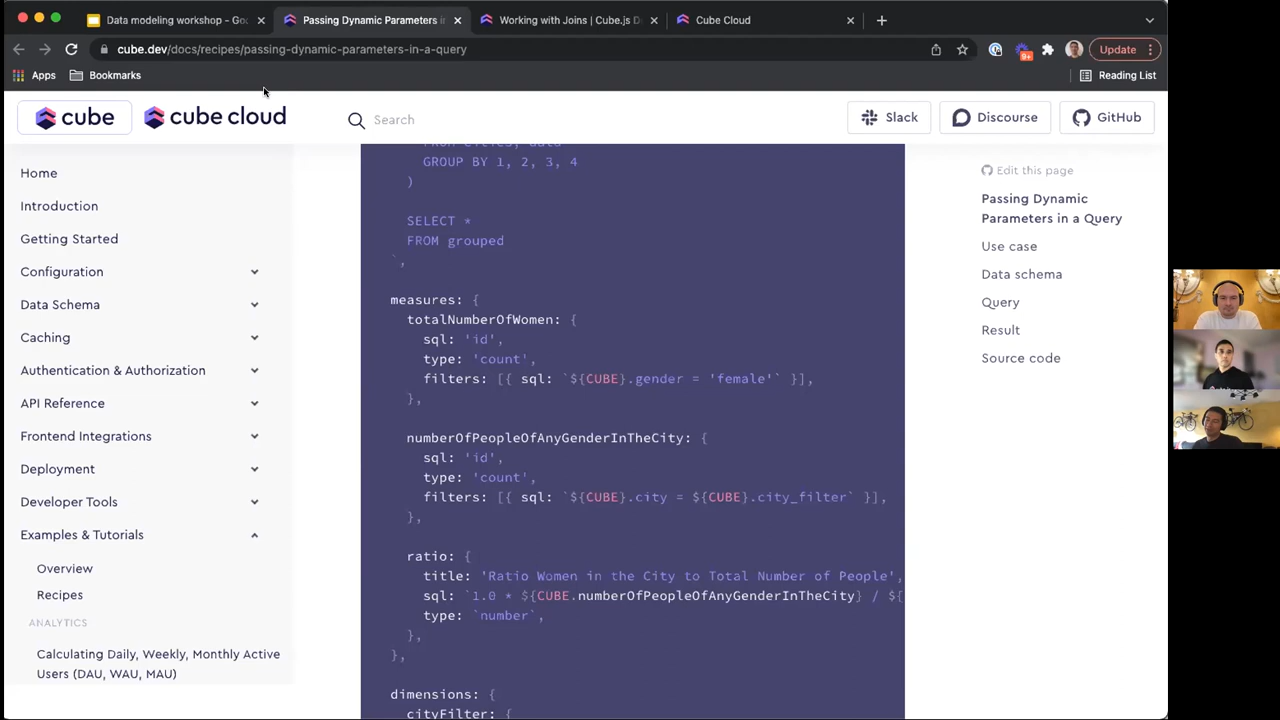 Data modeling workshop - Goo
Passing Dynamic Parameters i
Working with Joins | Cube.js D
Cube Cloud
cube.dev/docs/recipes/passing-dynamic-parameters-in-a-query
9+
Update
Apps
Bookmarks
Reading List
cube
cube cloud
Search
Slack
Discourse
GitHub
Home
Introduction
Getting Started
Configuration
Data Schema
Caching
Authentication & Authorization
API Reference
Frontend Integrations
Deployment
Developer Tools
Examples & Tutorials
Overview
Recipes
ANALYTICS
Calculating Daily, Weekly, Monthly Active
Users (DAU, WAU, MAU)
FROM cities, data
GROUP BY 1, 2, 3, 4
)
SELECT *
FROM grouped
`,
measures: {
totalNumberOfWomen: {
sql: 'id',
type: 'count',
filters: [{ sql: `${CUBE}.gender = 'female'` }],
},
numberOfPeopleOfAnyGenderInTheCity: {
sql: 'id',
type: 'count',
filters: [{ sql: `${CUBE}.city = ${CUBE}.city_filter` }],
},
ratio: {
title: 'Ratio Women in the City to Total Number of People',
sql: `1.0 * ${CUBE.numberOfPeopleOfAnyGenderInTheCity} / ${
type: `number`,
},
},
dimensions: {
cityFilter: {
Edit this page
Passing Dynamic
Parameters in a Query
Use case
Data schema
Query
Result
Source code